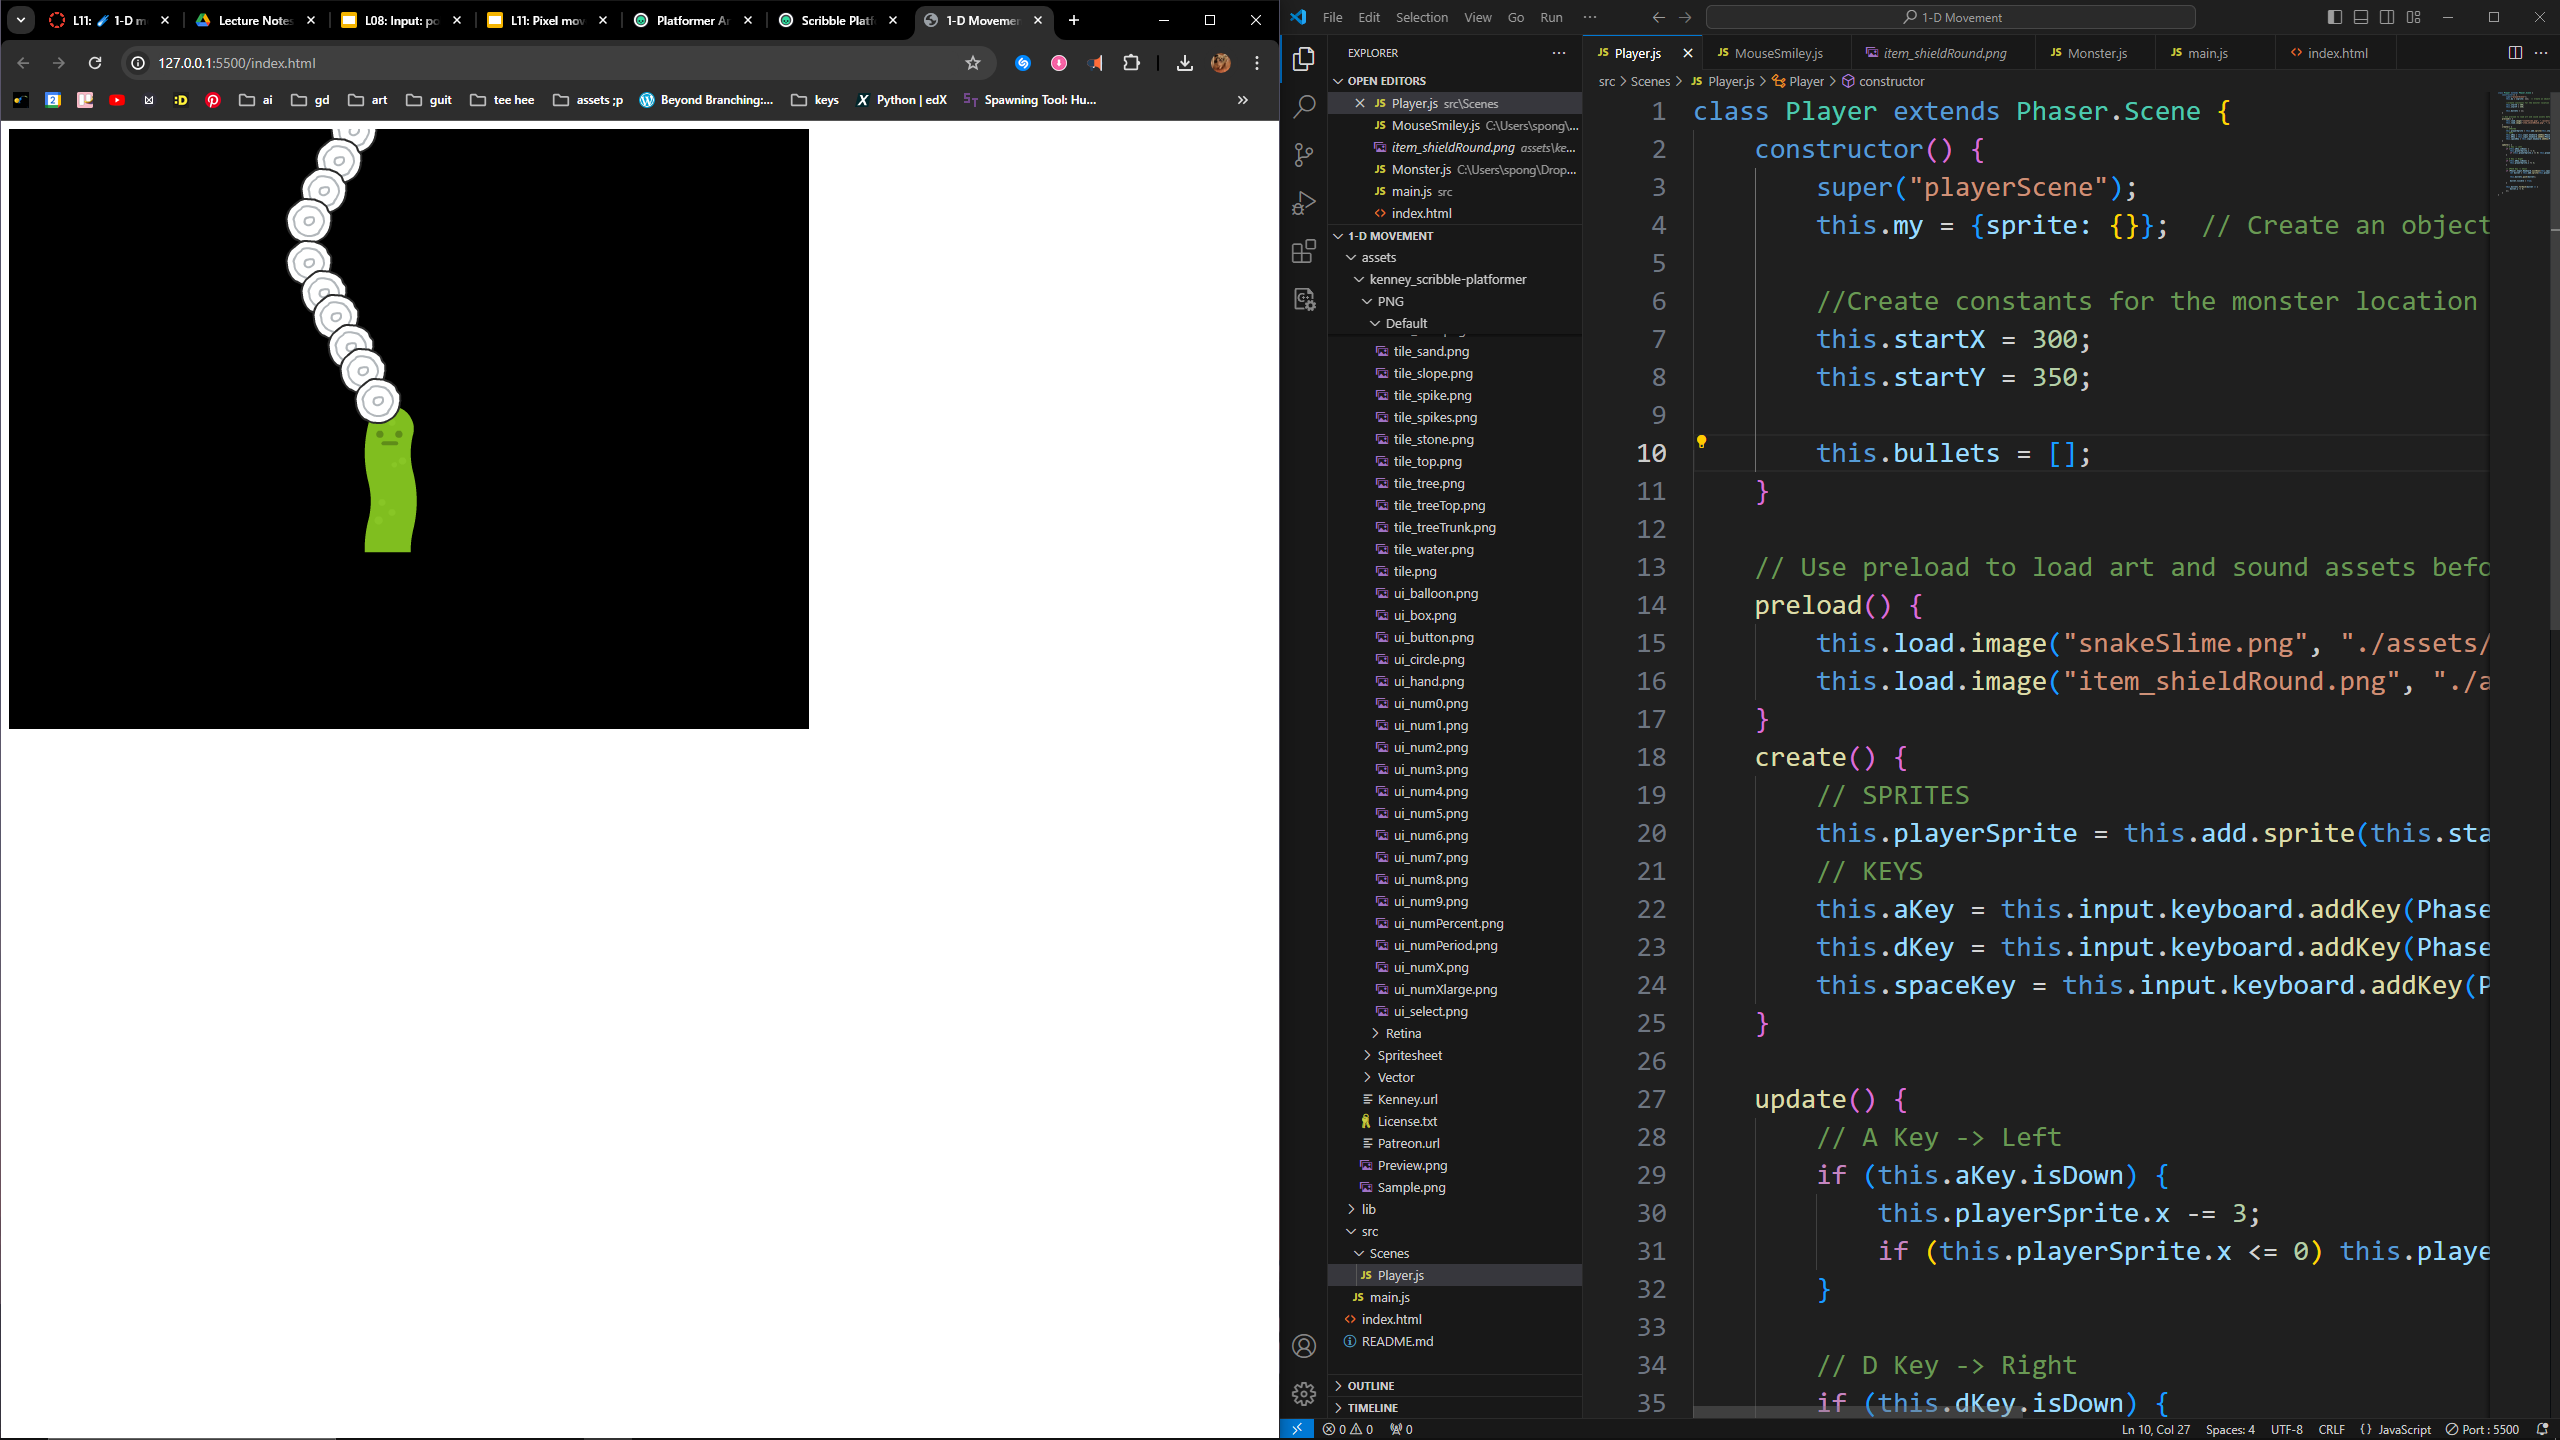 L11: 1-D m
Lecture Notes
L08: Input: po
L11: Pixel mov
Platformer Ar
Scribble Platf
1-D Movemen
127.0.0.1:5500/index.html
ai
gd
art
guit
tee hee
assets ;p
Beyond Branching:...
keys
Python | edX
Spawning Tool: Hu...
File Edit Selection View Go Run ...
1-D Movement
EXPLORER
OPEN EDITORS
Player.js src\Scenes
MouseSmiley.js C:\Users\spong\...
item_shieldRound.png assets\ke...
Monster.js C:\Users\spong\Drop...
main.js src
index.html
1-D MOVEMENT
assets
kenney_scribble-platformer
PNG
Default
tile_sand.png
tile_slope.png
tile_spike.png
tile_spikes.png
tile_stone.png
tile_top.png
tile_tree.png
tile_treeTop.png
tile_treeTrunk.png
tile_water.png
tile.png
ui_balloon.png
ui_box.png
ui_button.png
ui_circle.png
ui_hand.png
ui_num0.png
ui_num1.png
ui_num2.png
ui_num3.png
ui_num4.png
ui_num5.png
ui_num6.png
ui_num7.png
ui_num8.png
ui_num9.png
ui_numPercent.png
ui_numPeriod.png
ui_numX.png
ui_numXlarge.png
ui_select.png
Retina
Spritesheet
Vector
Kenney.url
License.txt
Patreon.url
Preview.png
Sample.png
lib
src
Scenes
JS Player.js
JS main.js
index.html
README.md
OUTLINE
TIMELINE
JS Player.js
JS MouseSmiley.js
item_shieldRound.png
JS Monster.js
JS main.js
index.html
src > Scenes > JS Player.js > Player > constructor
1 class Player extends Phaser.Scene {
2 constructor() {
3 super("playerScene");
4 this.my = {sprite: {}}; // Create an object
5
6 //Create constants for the monster location
7 this.startX = 300;
8 this.startY = 350;
9
10 this.bullets = [];
11 }
12
13 // Use preload to load art and sound assets befo
14 preload() {
15 this.load.image("snakeSlime.png", "./assets/
16 this.load.image("item_shieldRound.png", "./a
17 }
18 create() {
19 // SPRITES
20 this.playerSprite = this.add.sprite(this.sta
21 // KEYS
22 this.aKey = this.input.keyboard.addKey(Phase
23 this.dKey = this.input.keyboard.addKey(Phase
24 this.spaceKey = this.input.keyboard.addKey(P
25 }
26
27 update() {
28 // A Key -> Left
29 if (this.aKey.isDown) {
30 this.playerSprite.x -= 3;
31 if (this.playerSprite.x <= 0) this.playe
32 }
33
34 // D Key -> Right
35 if (this.dKey.isDown) {
0 0 0
Ln 10, Col 27 Spaces: 4 UTF-8 CRLF {} JavaScript Port : 5500